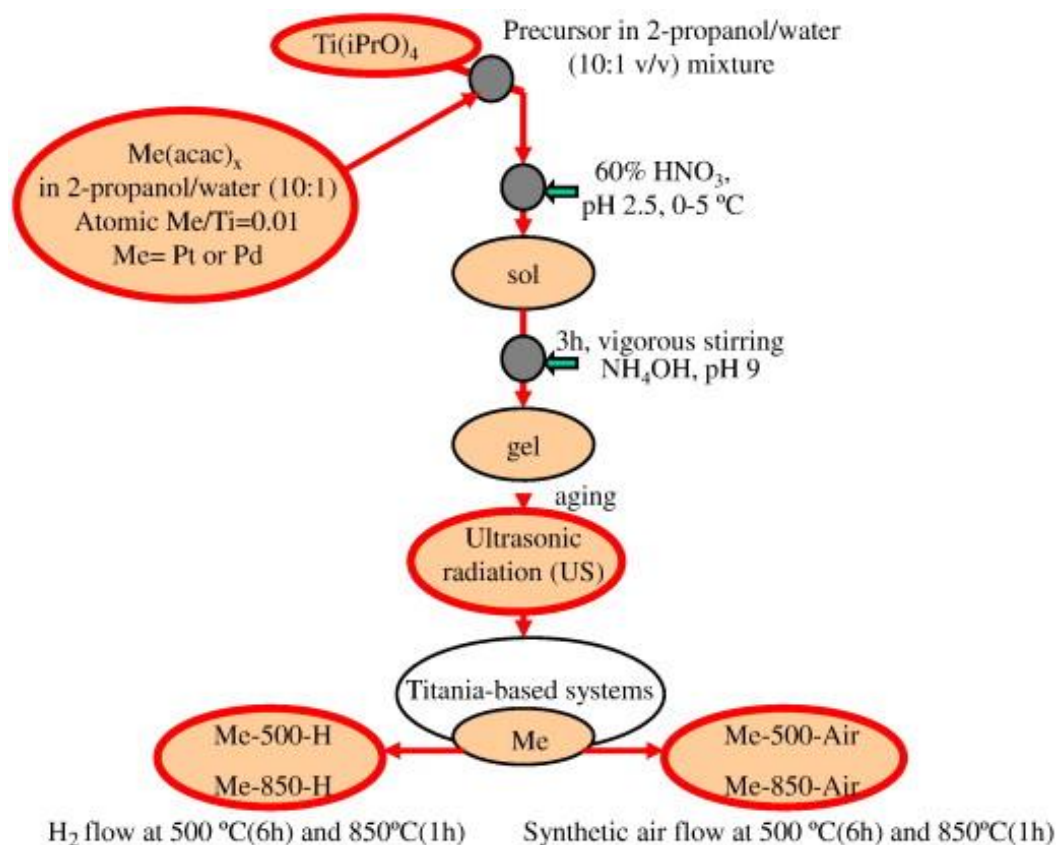 Ti(iPrO)₄
Precursor in 2-propanol/water
(10:1 v/v) mixture
Me(acac)ₓ
in 2-propanol/water (10:1)
Atomic Me/Ti=0.01
Me= Pt or Pd
60% HNO₃,
pH 2.5, 0-5 ºC
sol
3h, vigorous stirring
NH₄OH, pH 9
gel
aging
Ultrasonic
radiation (US)
Titania-based systems
Me
Me-500-H
Me-850-H
Me-500-Air
Me-850-Air
H₂ flow at 500 ºC(6h) and 850ºC(1h)
Synthetic air flow at 500 ºC(6h) and 850ºC(1h)